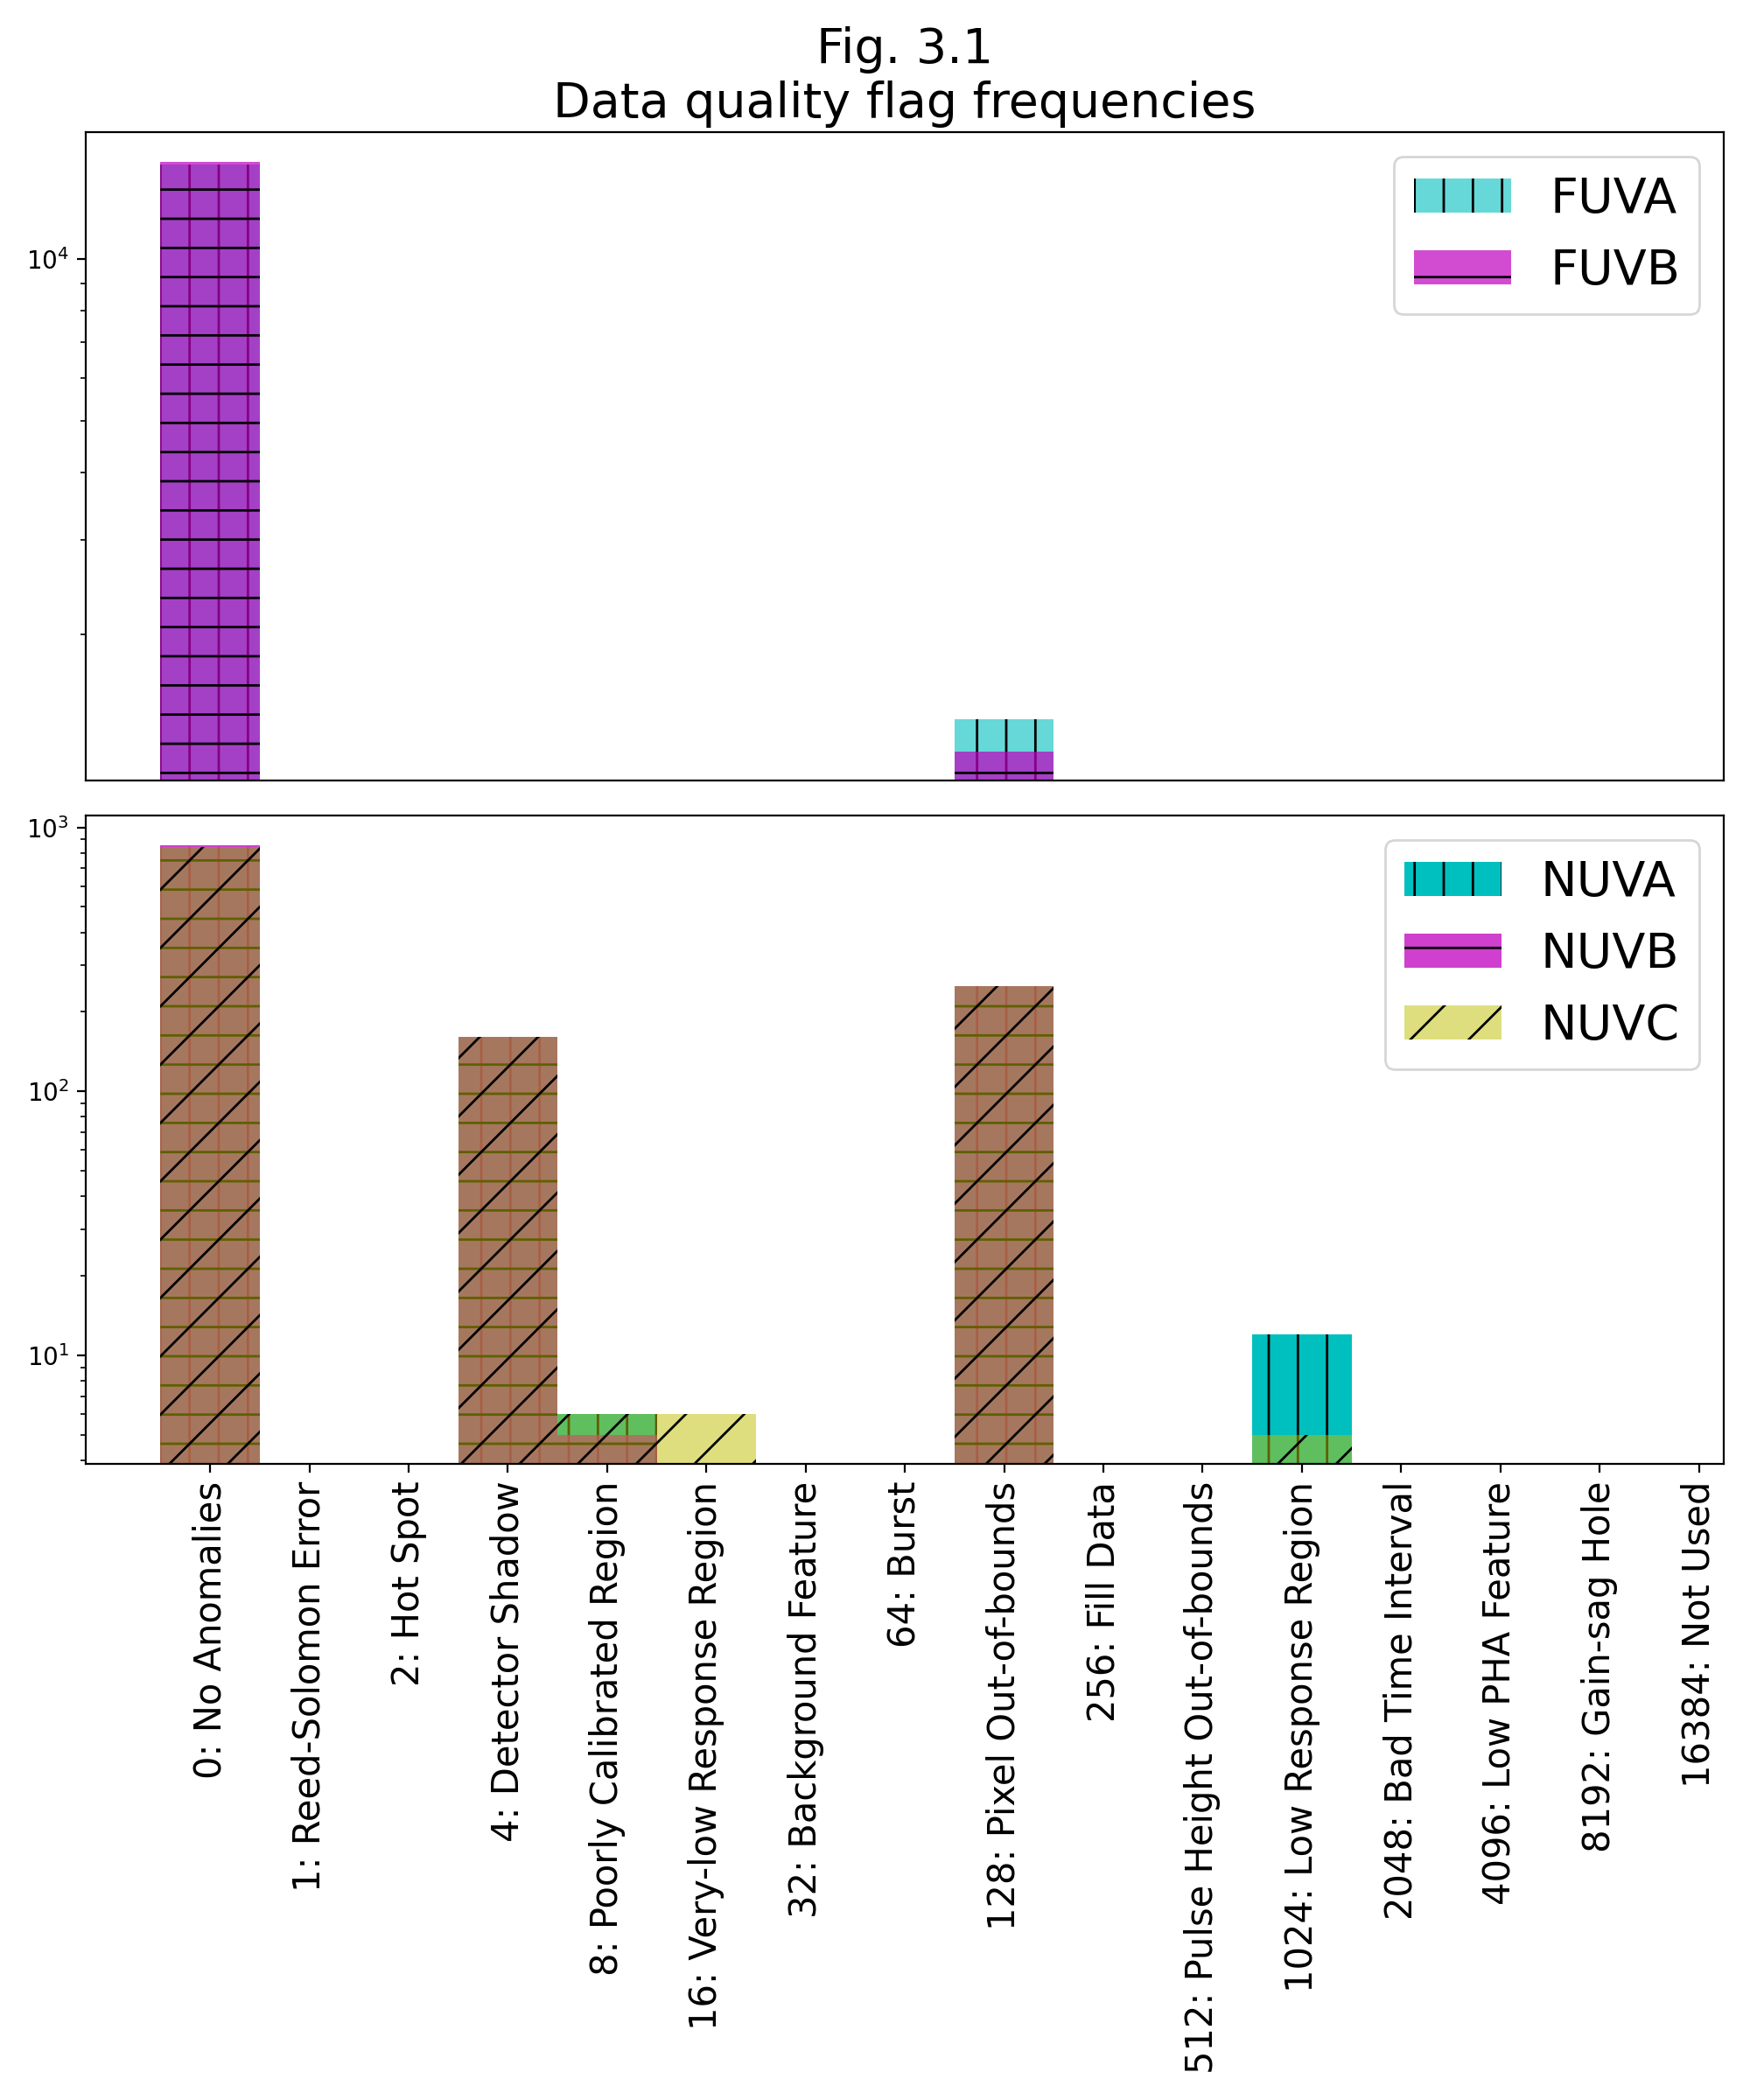 Fig. 3.1
Data quality flag frequencies
10⁴
FUVA
FUVB
10³
10²
10¹
NUVA
NUVB
NUVC
0: No Anomalies
1: Reed-Solomon Error
2: Hot Spot
4: Detector Shadow
8: Poorly Calibrated Region
16: Very-low Response Region
32: Background Feature
64: Burst
128: Pixel Out-of-bounds
256: Fill Data
512: Pulse Height Out-of-bounds
1024: Low Response Region
2048: Bad Time Interval
4096: Low PHA Feature
8192: Gain-sag Hole
16384: Not Used